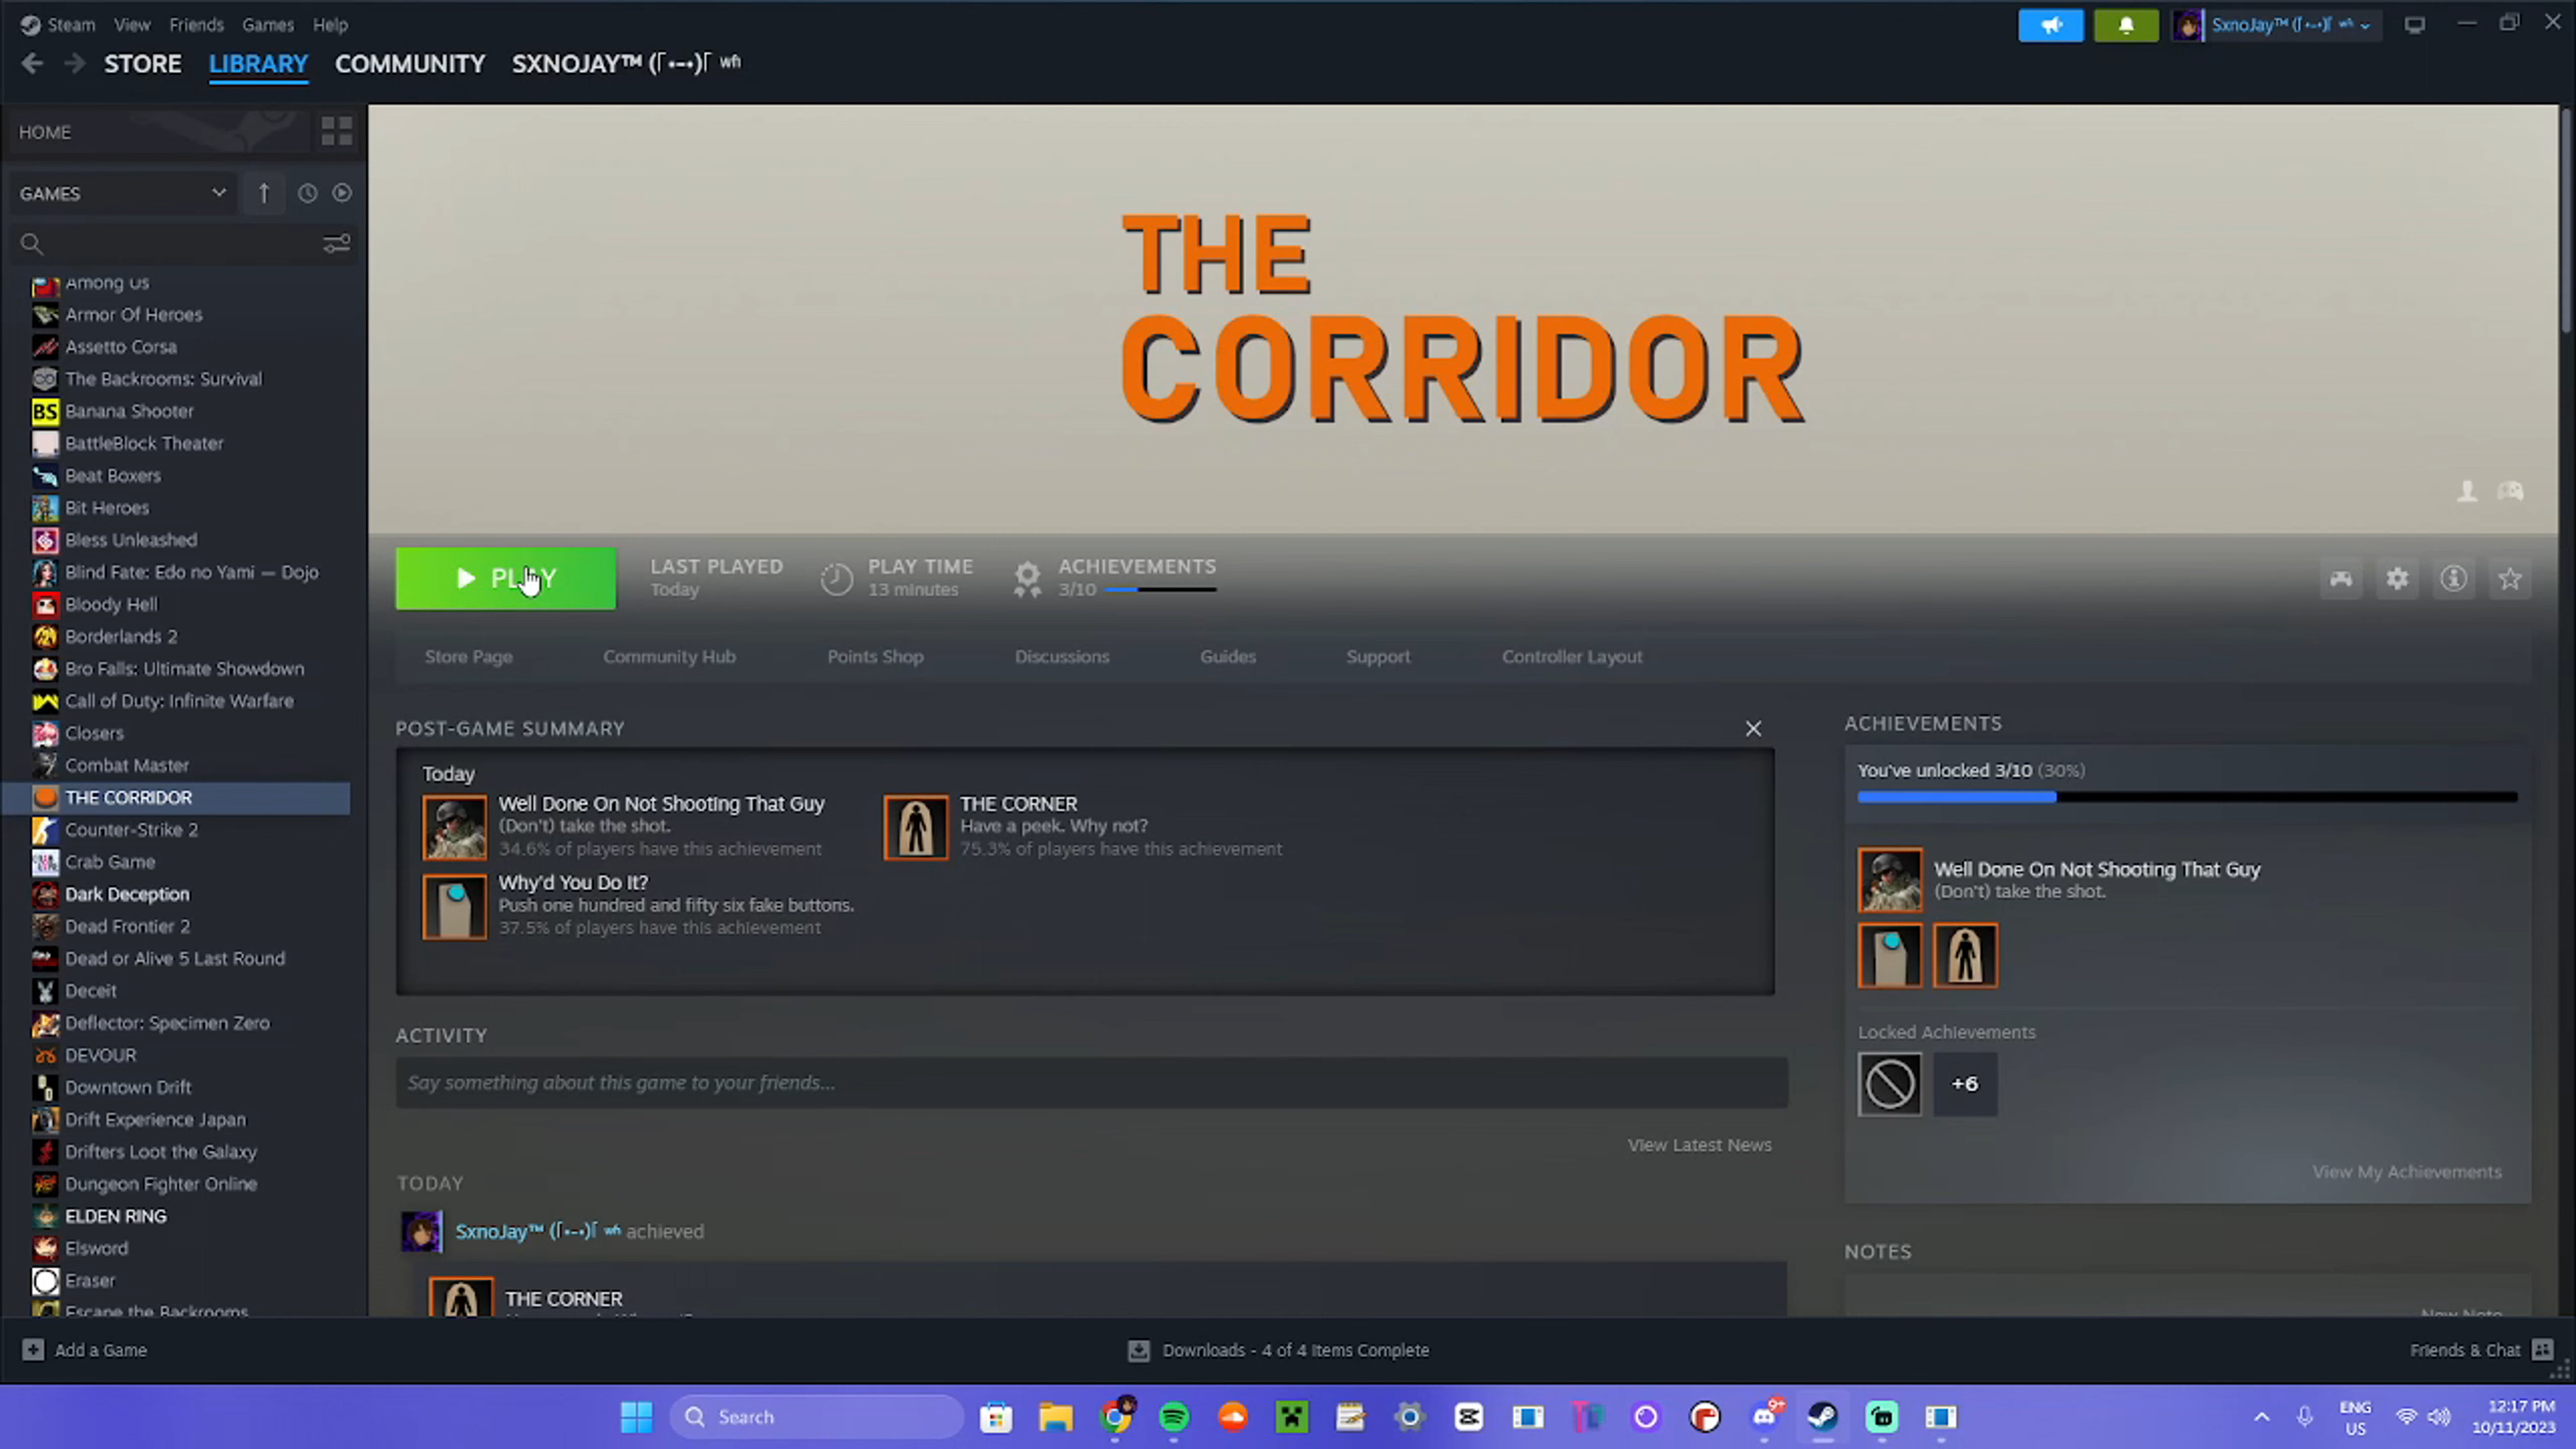 Steam View Friends Games Help
SxnoJay™
STORE LIBRARY COMMUNITY SXNOJAY™
HOME
GAMES
Among Us
Armor Of Heroes
Assetto Corsa
The Backrooms: Survival
BS Banana Shooter
BattleBlock Theater
Beat Boxers
Bit Heroes
Bless Unleashed
Blind Fate: Edo no Yami — Dojo
Bloody Hell
Borderlands 2
Bro Falls: Ultimate Showdown
Call of Duty: Infinite Warfare
Closers
Combat Master
THE CORRIDOR
Counter-Strike 2
Crab Game
Dark Deception
Dead Frontier 2
Dead or Alive 5 Last Round
Deceit
Deflector: Specimen Zero
DEVOUR
Downtown Drift
Drift Experience Japan
Drifters Loot the Galaxy
Dungeon Fighter Online
ELDEN RING
Elsword
Eraser
Escape the Backrooms
THE
CORRIDOR
PLAY
LAST PLAYED
Today
PLAY TIME
13 minutes
ACHIEVEMENTS
3/10
Store Page Community Hub Points Shop Discussions Guides Support Controller Layout
POST-GAME SUMMARY
Today
Well Done On Not Shooting That Guy
(Don't) take the shot.
34.6% of players have this achievement
THE CORNER
Have a peek. Why not?
75.3% of players have this achievement
Why'd You Do It?
Push one hundred and fifty six fake buttons.
37.5% of players have this achievement
ACTIVITY
Say something about this game to your friends...
View Latest News
TODAY
SxnoJay™ achieved
THE CORNER
ACHIEVEMENTS
You've unlocked 3/10 (30%)
Well Done On Not Shooting That Guy
(Don't) take the shot.
Locked Achievements
+6
View My Achievements
NOTES
New Note
Add a Game
Downloads - 4 of 4 Items Complete
Friends & Chat
Search
9+
ENG
US
12:17 PM
10/11/2023